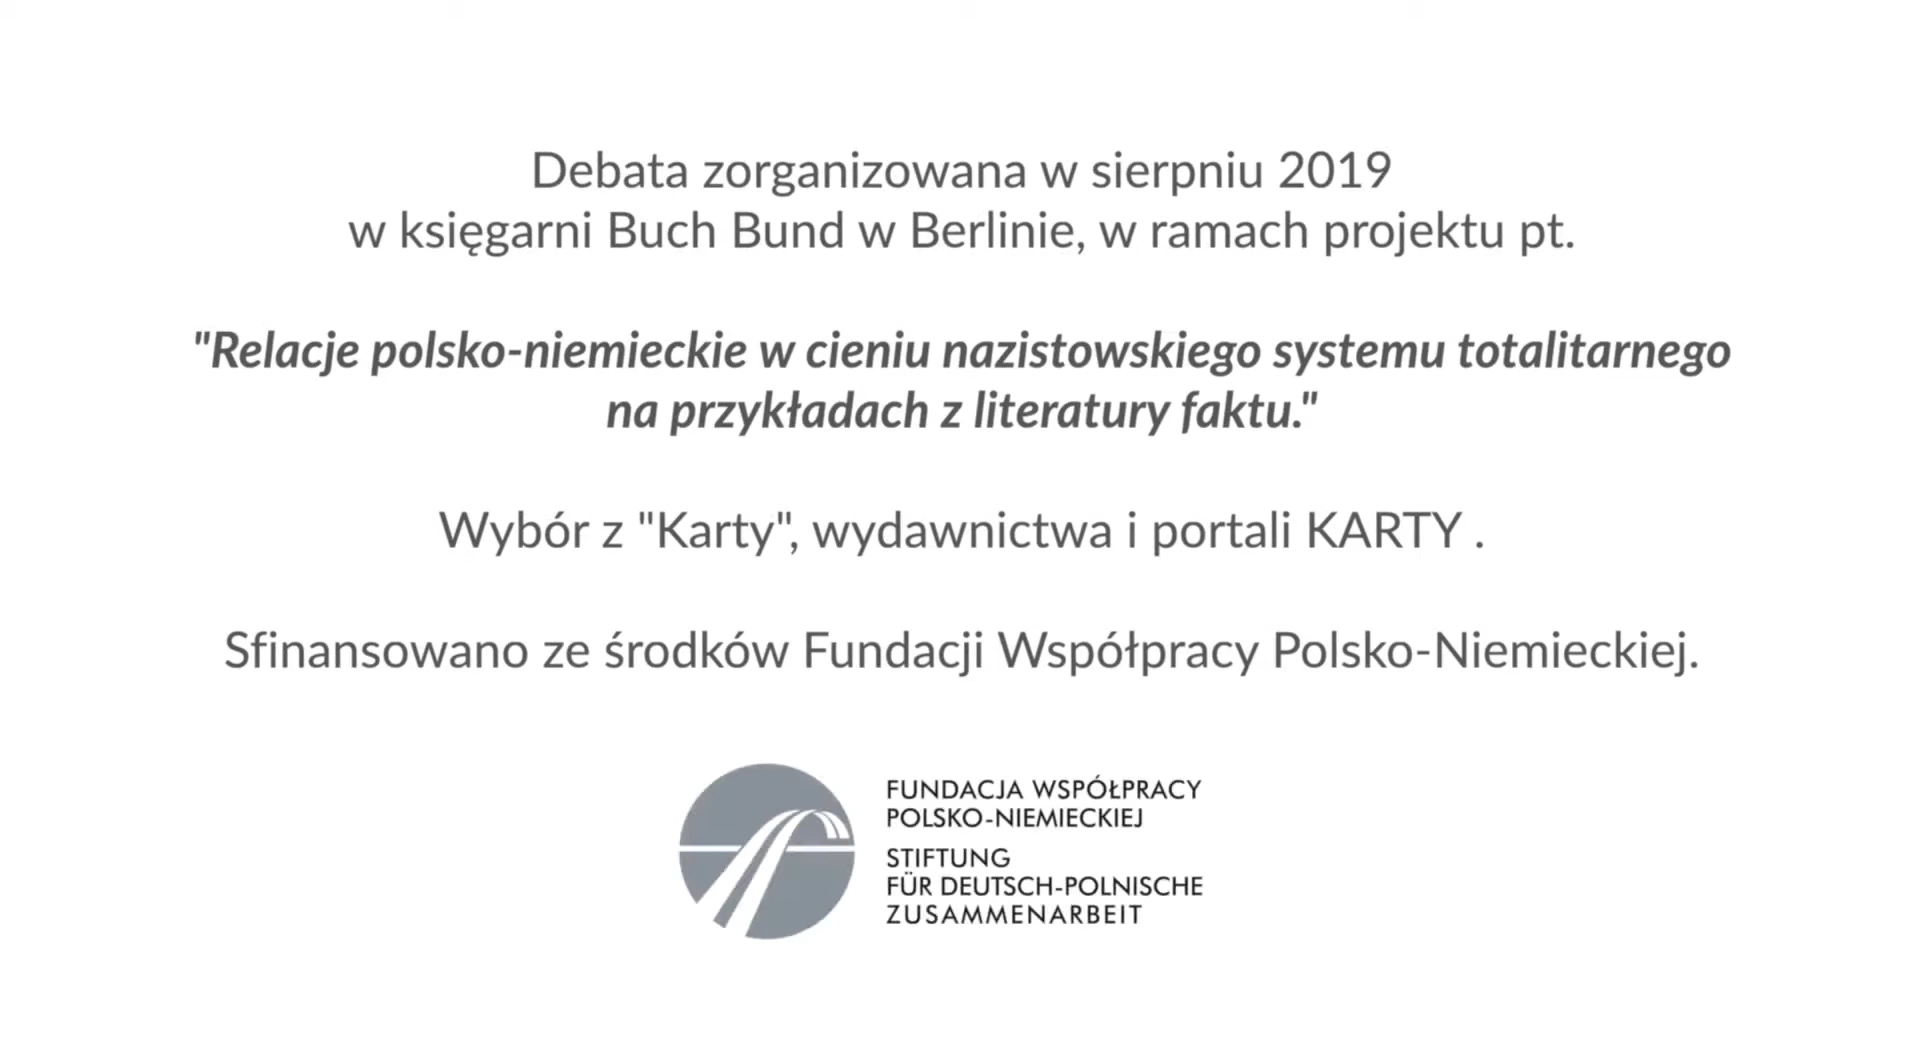 Debata zorganizowana w sierpniu 2019
w księgarni Buch Bund w Berlinie, w ramach projektu pt.
"Relacje polsko-niemieckie w cieniu nazistowskiego systemu totalitarnego
na przykładach z literatury faktu."
Wybór z "Karty", wydawnictwa i portali KARTY .
Sfinansowano ze środków Fundacji Współpracy Polsko-Niemieckiej.
FUNDACJA WSPÓŁPRACY
POLSKO-NIEMIECKIEJ
STIFTUNG
FÜR DEUTSCH-POLNISCHE
ZUSAMMENARBEIT